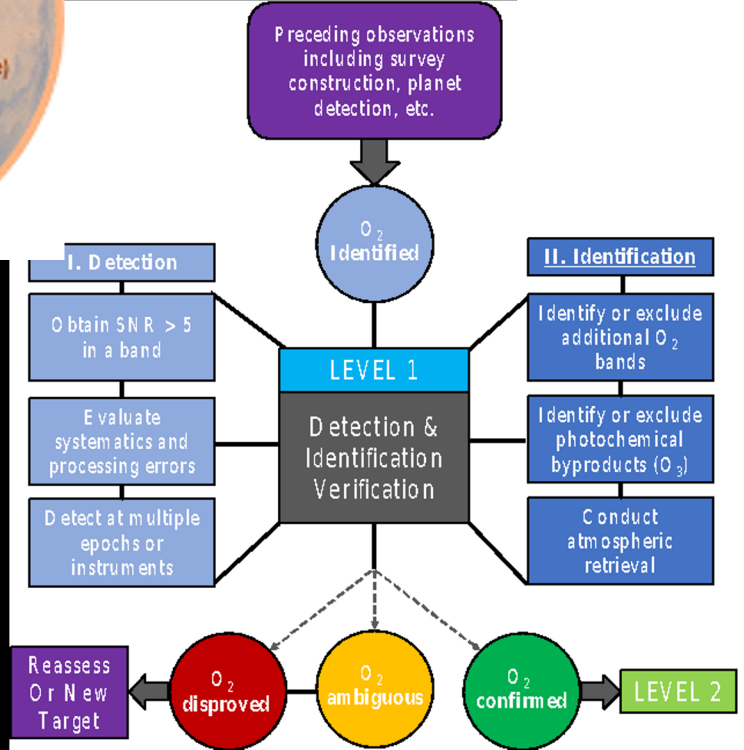 Preceding observations
including survey
construction, planet
detection, etc.
O2
Identified
I. Detection
Obtain SNR > 5
in a band
Evaluate
systematics and
processing errors
Detect at multiple
epochs or
instruments
LEVEL 1
Detection &
Identification
Verification
II. Identification
Identify or exclude
additional O2
bands
Identify or exclude
photochemical
byproducts (O3)
Conduct
atmospheric
retrieval
Reassess
Or New
Target
O2
disproved
O2
ambiguous
O2
confirmed
LEVEL 2